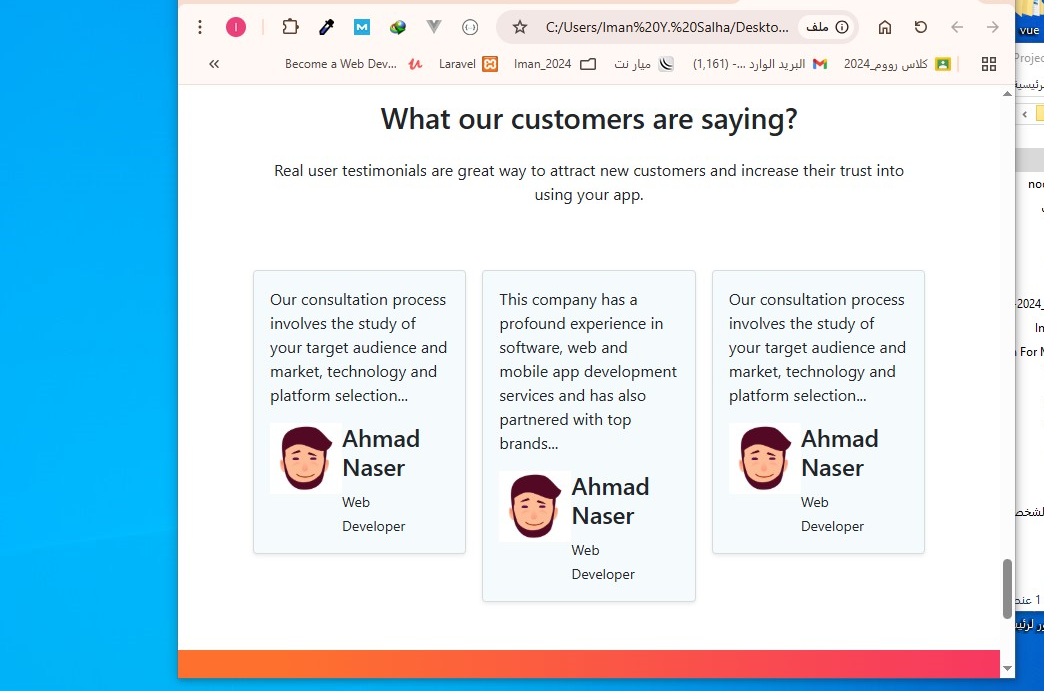 I
C:/Users/Iman%20Y.%20Salha/Deskto...
ملف
Become a Web Dev...
Laravel
Iman_2024
ميار نت
البريد الوارد ...- (1,161)
كلاس رووم_2024
What our customers are saying?
Real user testimonials are great way to attract new customers and increase their trust into
using your app.
Our consultation process
involves the study of
your target audience and
market, technology and
platform selection...
Ahmad
Naser
Web
Developer
This company has a
profound experience in
software, web and
mobile app development
services and has also
partnered with top
brands...
Ahmad
Naser
Web
Developer
Our consultation process
involves the study of
your target audience and
market, technology and
platform selection...
Ahmad
Naser
Web
Developer
vue
2024_
For